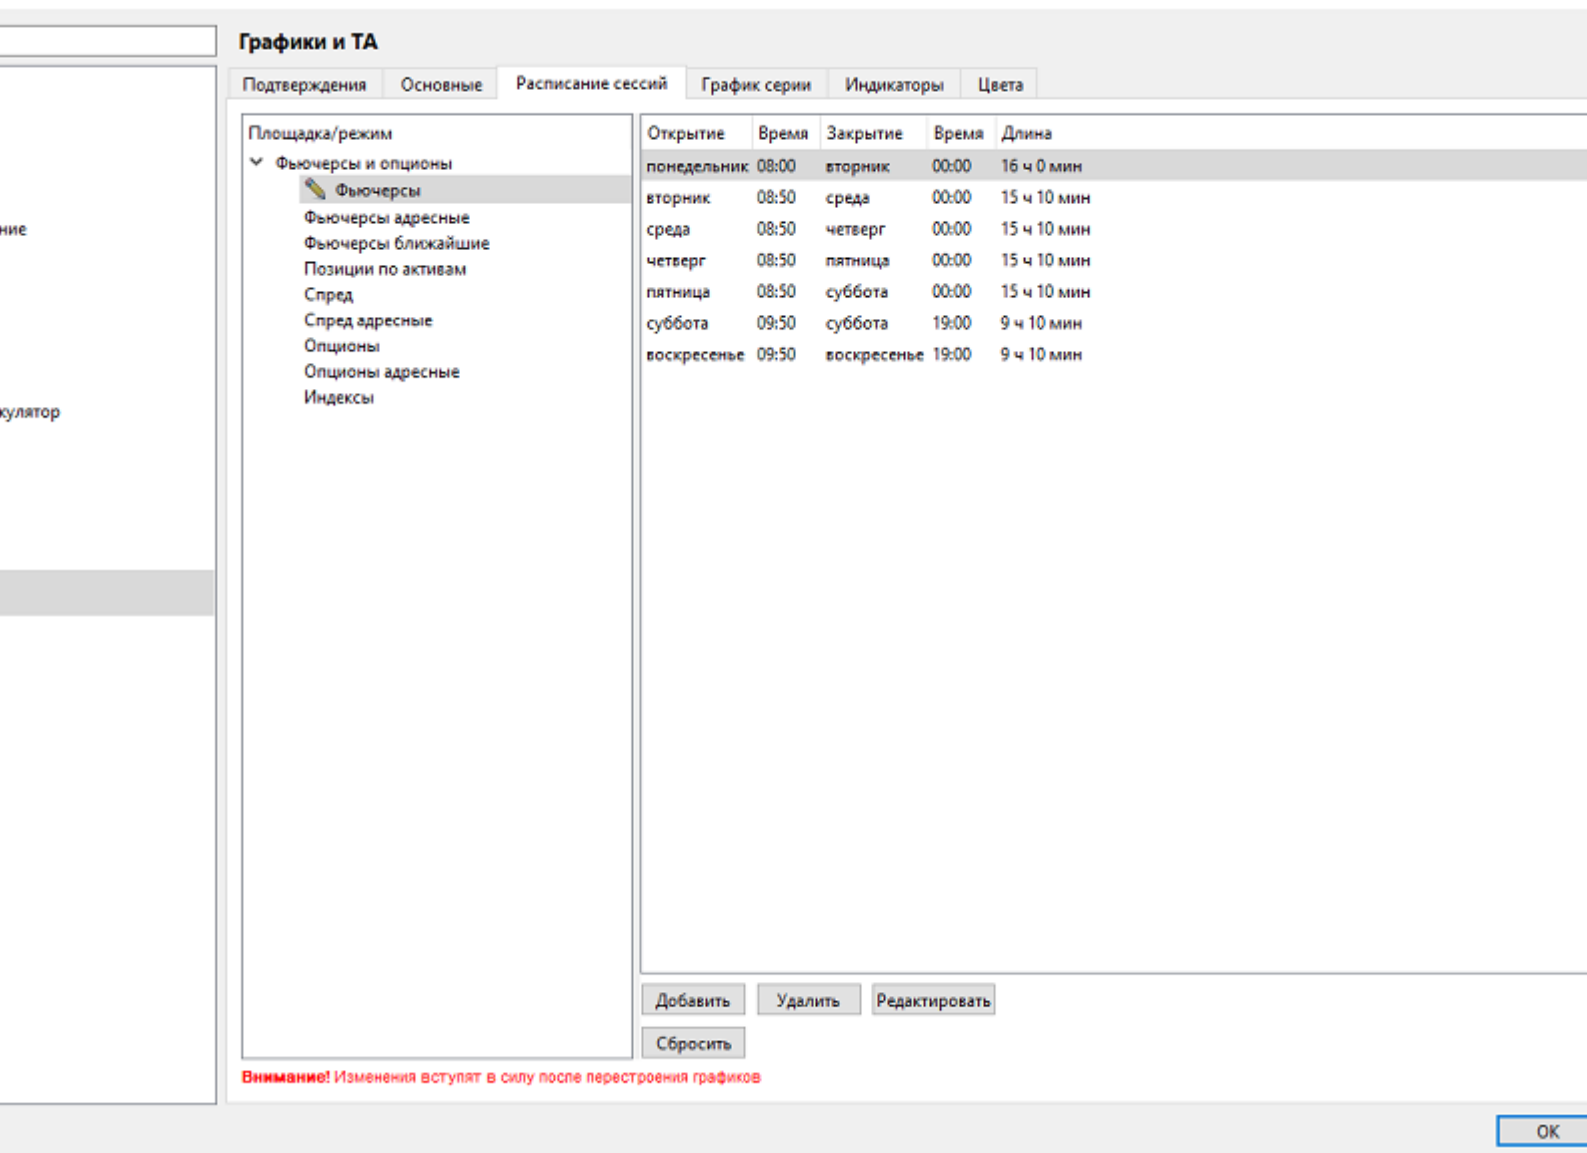 Графики и ТА
Подтверждения Основные Расписание сессий График серии Индикаторы Цвета
Площадка/режим
Фьючерсы и опционы
Фьючерсы
Фьючерсы адресные
Фьючерсы ближайшие
Позиции по активам
Спред
Спред адресные
Опционы
Опционы адресные
Индексы
Открытие Время Закрытие Время Длина
понедельник 08:00 вторник 00:00 16 ч 0 мин
вторник 08:50 среда 00:00 15 ч 10 мин
среда 08:50 четверг 00:00 15 ч 10 мин
четверг 08:50 пятница 00:00 15 ч 10 мин
пятница 08:50 суббота 00:00 15 ч 10 мин
суббота 09:50 суббота 19:00 9 ч 10 мин
воскресенье 09:50 воскресенье 19:00 9 ч 10 мин
Добавить Удалить Редактировать
Сбросить
Внимание! Изменения вступят в силу после перестроения графиков
ние
кулятор
OK